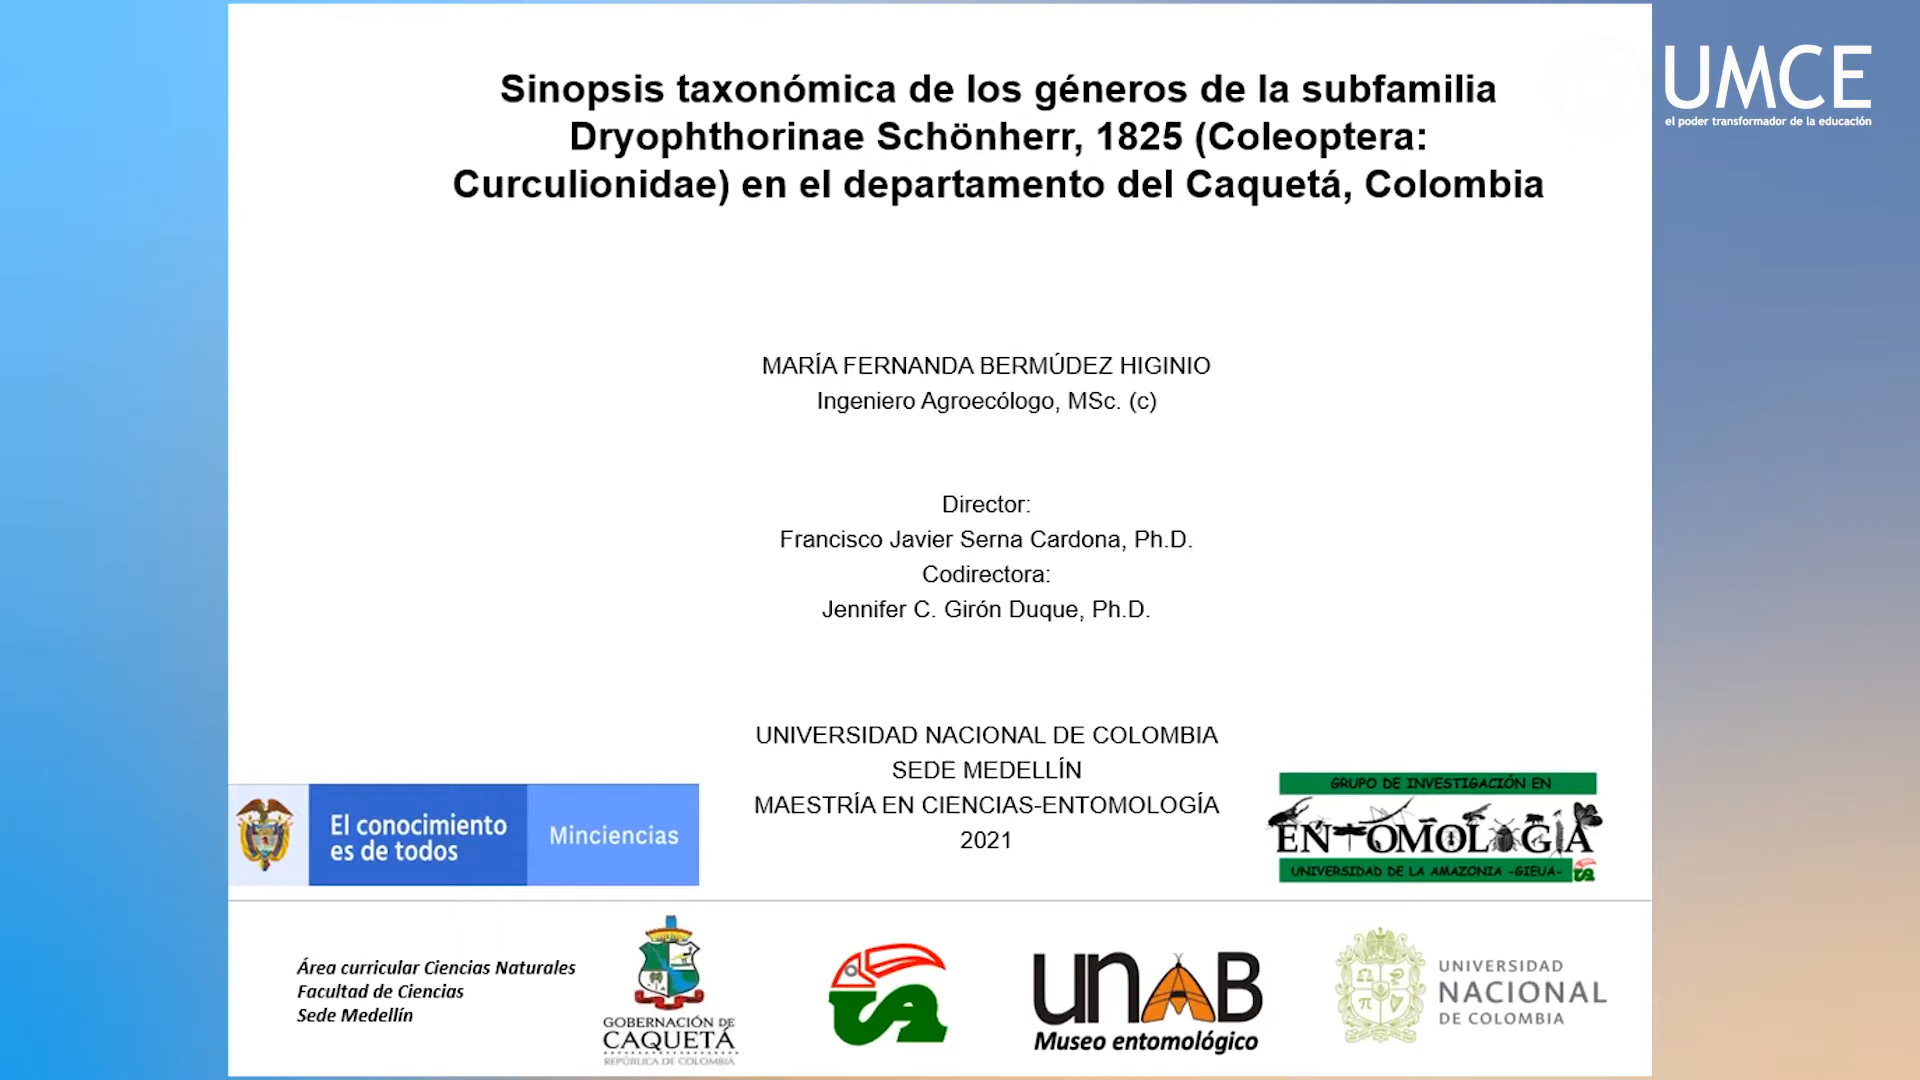 Sinopsis taxonómica de los géneros de la subfamilia
Dryophthorinae Schönherr, 1825 (Coleoptera:
Curculionidae) en el departamento del Caquetá, Colombia
UMCE
el poder transformador de la educación
MARÍA FERNANDA BERMÚDEZ HIGINIO
Ingeniero Agroecólogo, MSc. (c)
Director:
Francisco Javier Serna Cardona, Ph.D.
Codirectora:
Jennifer C. Girón Duque, Ph.D.
UNIVERSIDAD NACIONAL DE COLOMBIA
SEDE MEDELLÍN
MAESTRÍA EN CIENCIAS-ENTOMOLOGÍA
2021
El conocimiento
es de todos
Minciencias
GRUPO DE INVESTIGACIÓN EN
ENTOMOLOGÍA
UNIVERSIDAD DE LA AMAZONIA -GIEUA-
Área curricular Ciencias Naturales
Facultad de Ciencias
Sede Medellín
GOBERNACIÓN DE
CAQUETÁ
REPÚBLICA DE COLOMBIA
UNAB
Museo entomológico
UNIVERSIDAD
NACIONAL
DE COLOMBIA